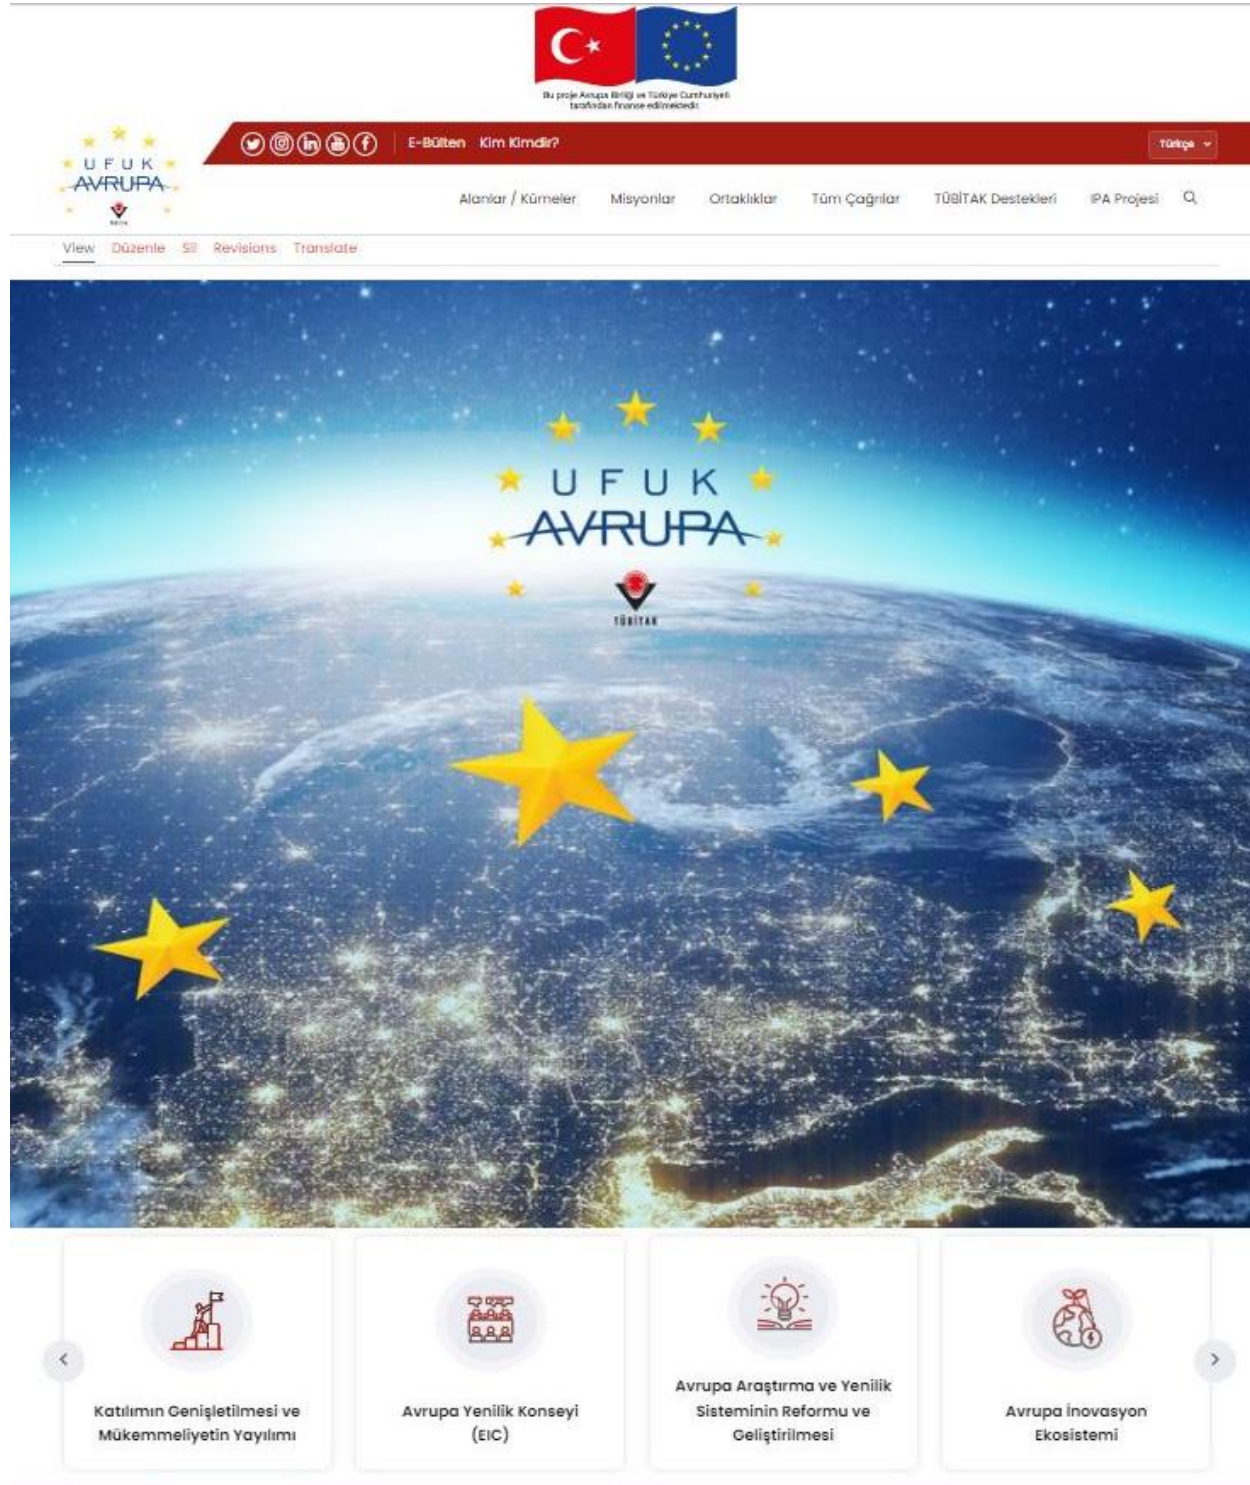 Bu proje Avrupa Birliği ve Türkiye Cumhuriyeti
tarafından finanse edilmektedir.
E-Bülten Kim Kimdir?
Türkçe
UFUK
AVRUPA
Alanlar / Kümeler Misyonlar Ortaklıklar Tüm Çağrılar TÜBİTAK Destekleri IPA Projesi
View Düzenle Sil Revisions Translate
UFUK
AVRUPA
TÜBİTAK
Katılımın Genişletilmesi ve
Mükemmeliyetin Yayılımı
Avrupa Yenilik Konseyi
(EIC)
Avrupa Araştırma ve Yenilik
Sisteminin Reformu ve
Geliştirilmesi
Avrupa İnovasyon
Ekosistemi